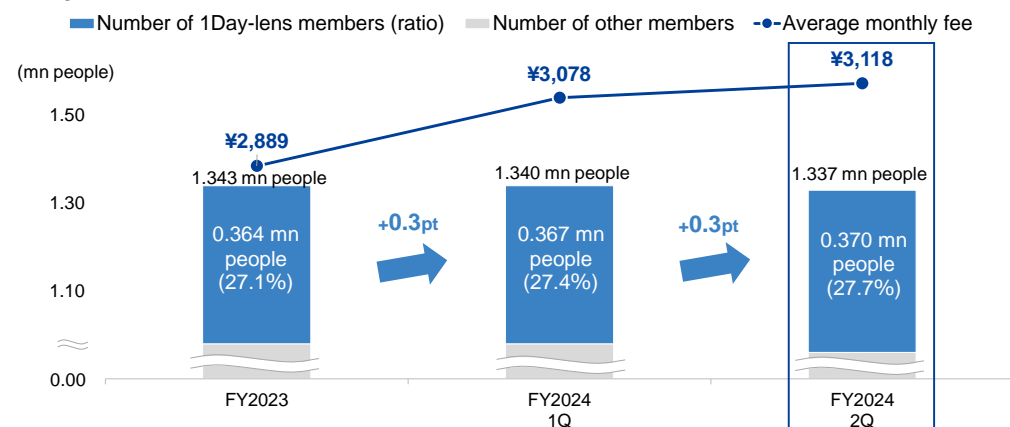 Number of 1Day-lens members (ratio) Number of other members Average monthly fee
(mn people)
1.50
1.30
1.10
0.00
¥2,889
1.343 mn people
0.364 mn
people
(27.1%)
+0.3pt
¥3,078
1.340 mn people
0.367 mn
people
(27.4%)
+0.3pt
¥3,118
1.337 mn people
0.370 mn
people
(27.7%)
FY2023
FY2024
1Q
FY2024
2Q